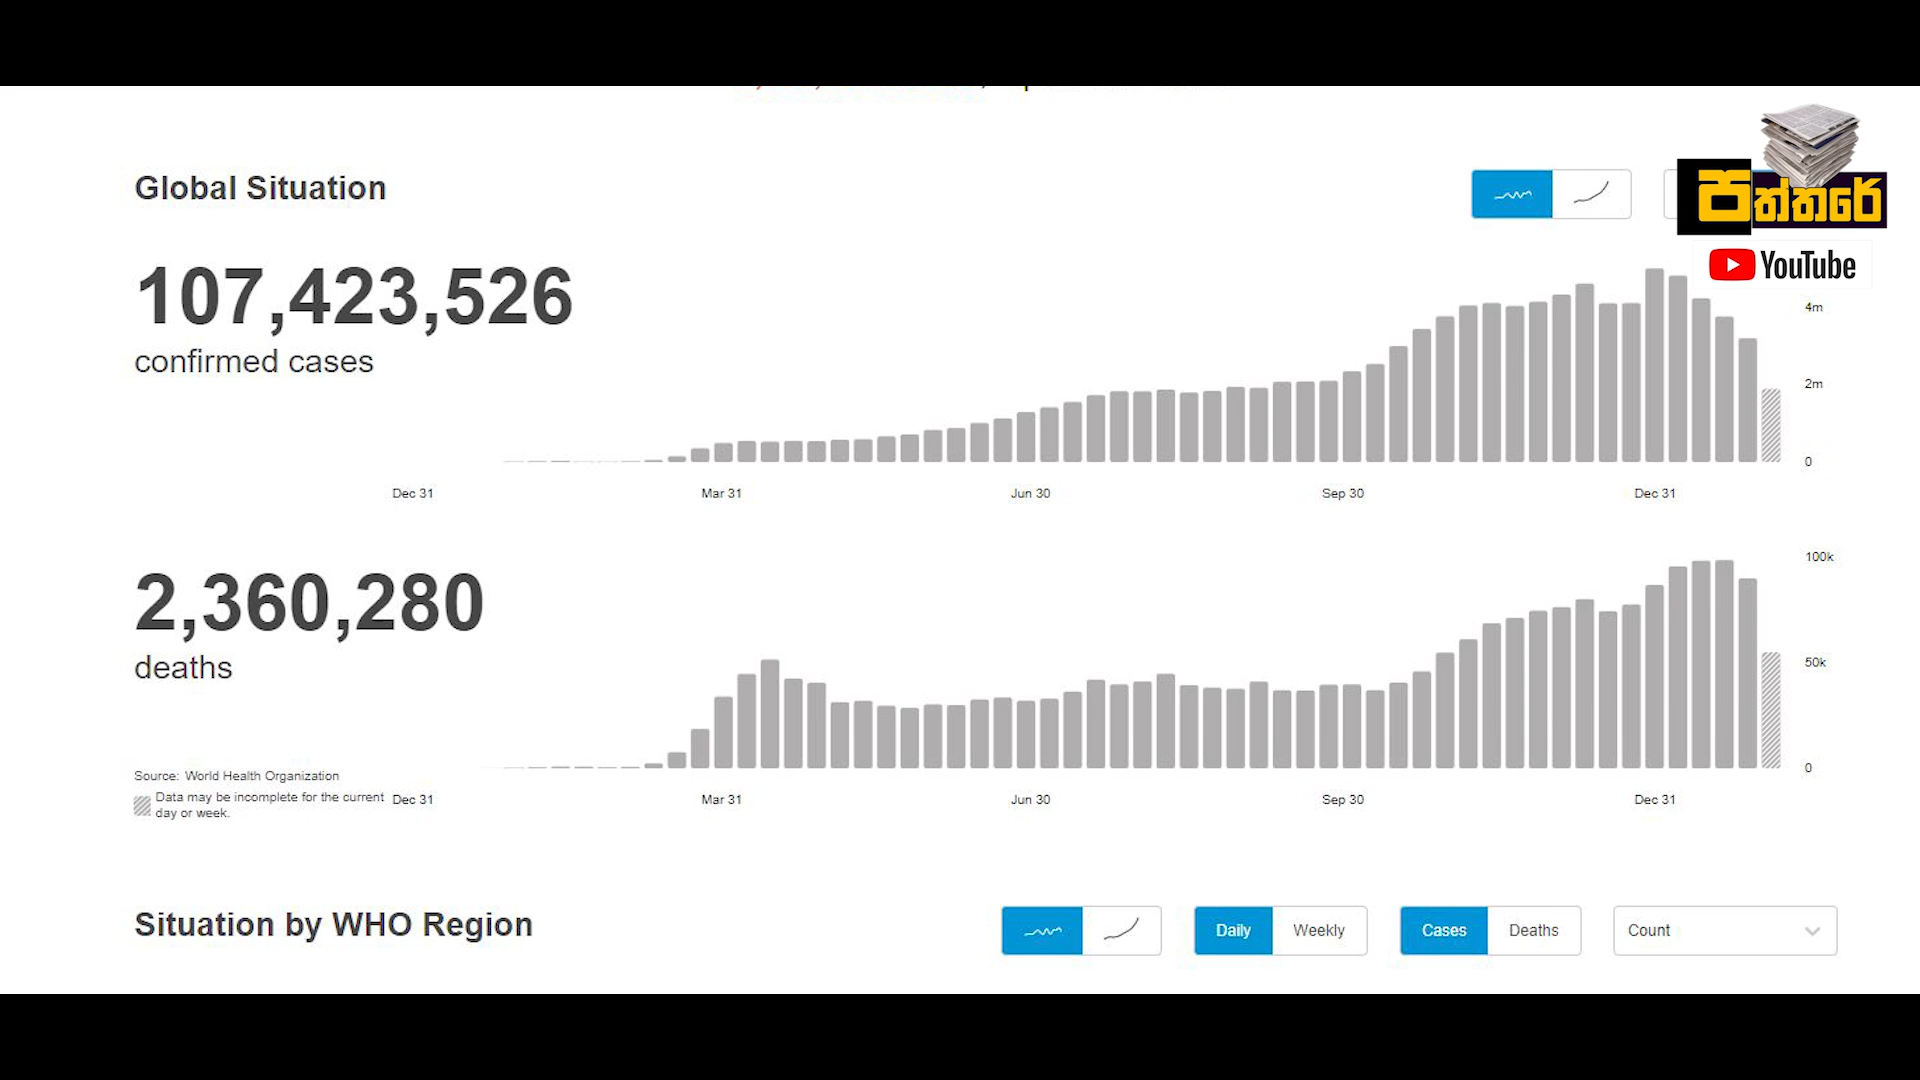 Global Situation
පත්තරේ
YouTube
107,423,526
confirmed cases
4m
2m
0
Dec 31
Mar 31
Jun 30
Sep 30
Dec 31
100k
2,360,280
deaths
50k
0
Source: World Health Organization
Data may be incomplete for the current
day or week.
Dec 31
Mar 31
Jun 30
Sep 30
Dec 31
Situation by WHO Region
Daily
Weekly
Cases
Deaths
Count